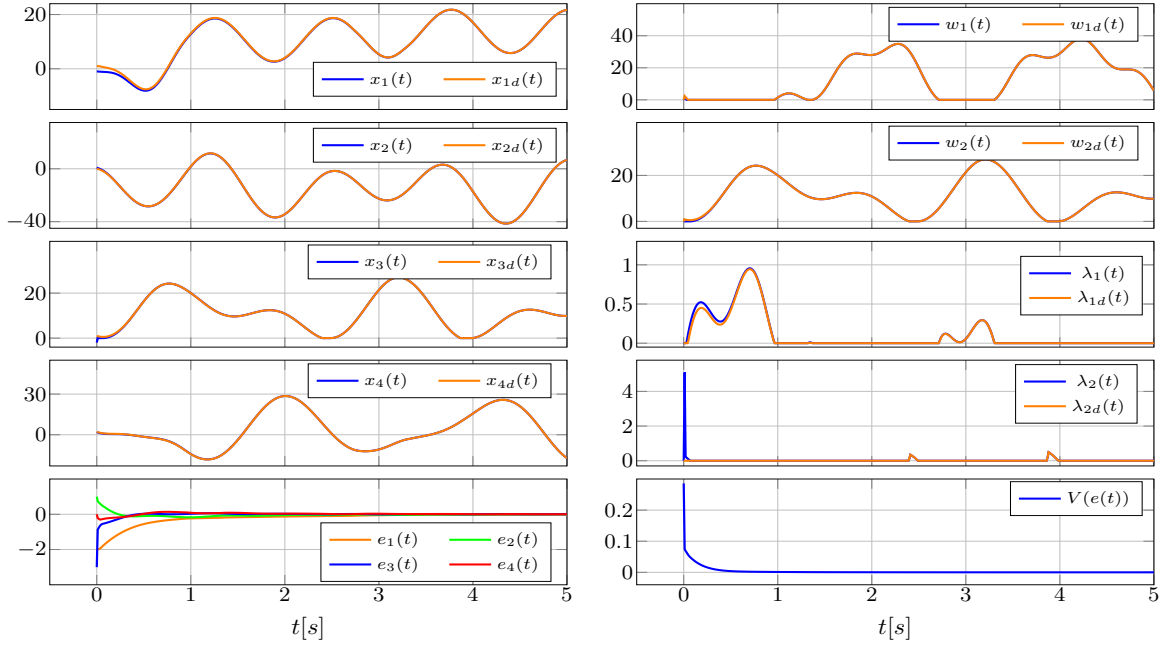 20
0
x₁(t) x₁d(t)
0
−40
x₂(t) x₂d(t)
20
0
x₃(t) x₃d(t)
30
0
x₄(t) x₄d(t)
0
−2
e₁(t) e₂(t)
e₃(t) e₄(t)
0 1 2 3 4 5
t[s]
40
20
0
w₁(t) w₁d(t)
20
0
w₂(t) w₂d(t)
1
0.5
0
λ₁(t)
λ₁d(t)
4
2
0
λ₂(t)
λ₂d(t)
0.2
0.1
0
V(e(t))
0 1 2 3 4 5
t[s]